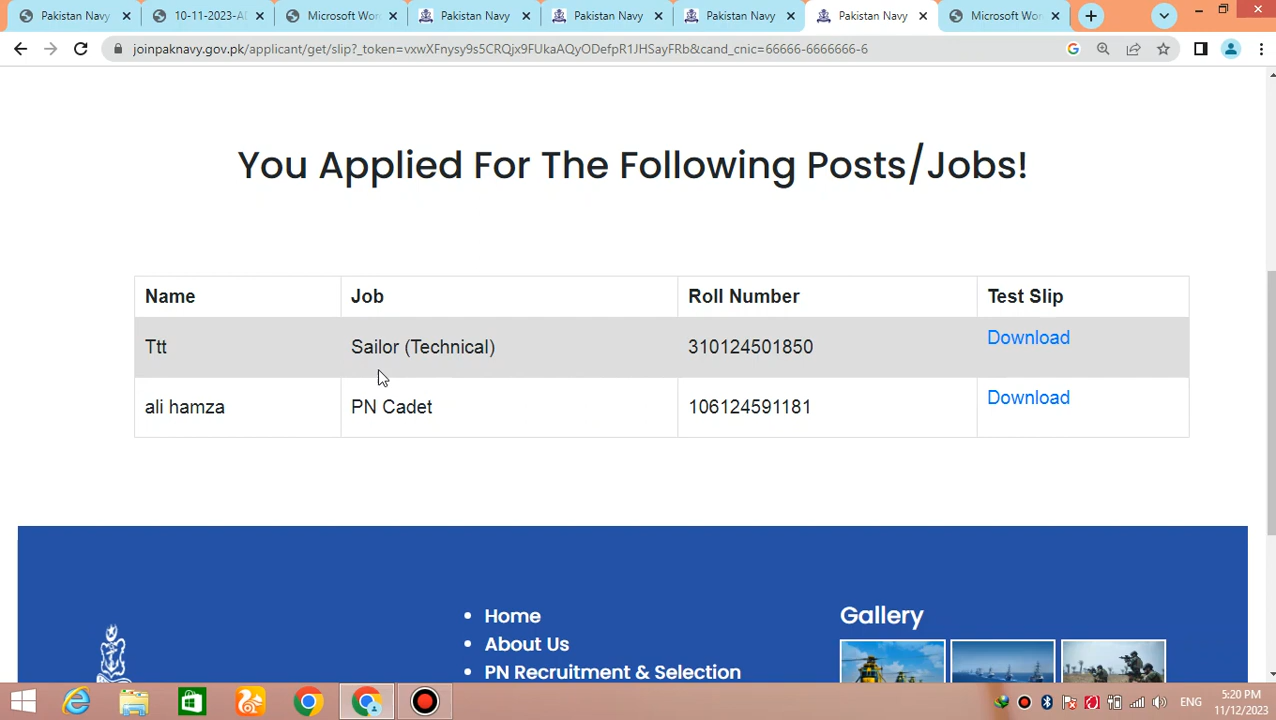 Pakistan Navy
10-11-2023-AD
Microsoft Wor
Pakistan Navy
Pakistan Navy
Pakistan Navy
Pakistan Navy
Microsoft Wor
joinpaknavy.gov.pk/applicant/get/slip?_token=vxwXFnysy9s5CRQjx9FUkaAQyODefpR1JHSayFRb&cand_cnic=66666-6666666-6
You Applied For The Following Posts/Jobs!
Name Job Roll Number Test Slip
Ttt Sailor (Technical) 310124501850 Download
ali hamza PN Cadet 106124591181 Download
Home
About Us
PN Recruitment & Selection
Gallery
ENG
5:20 PM
11/12/2023